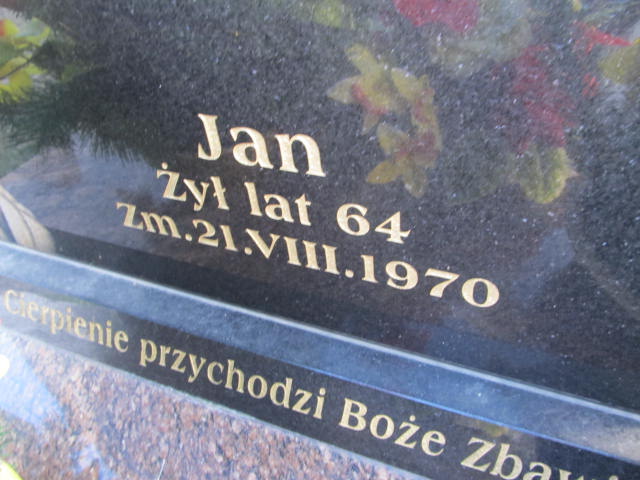 Jan
Żył lat 64
Zm.21.VIII.1970
Cierpienie przychodzi Boże